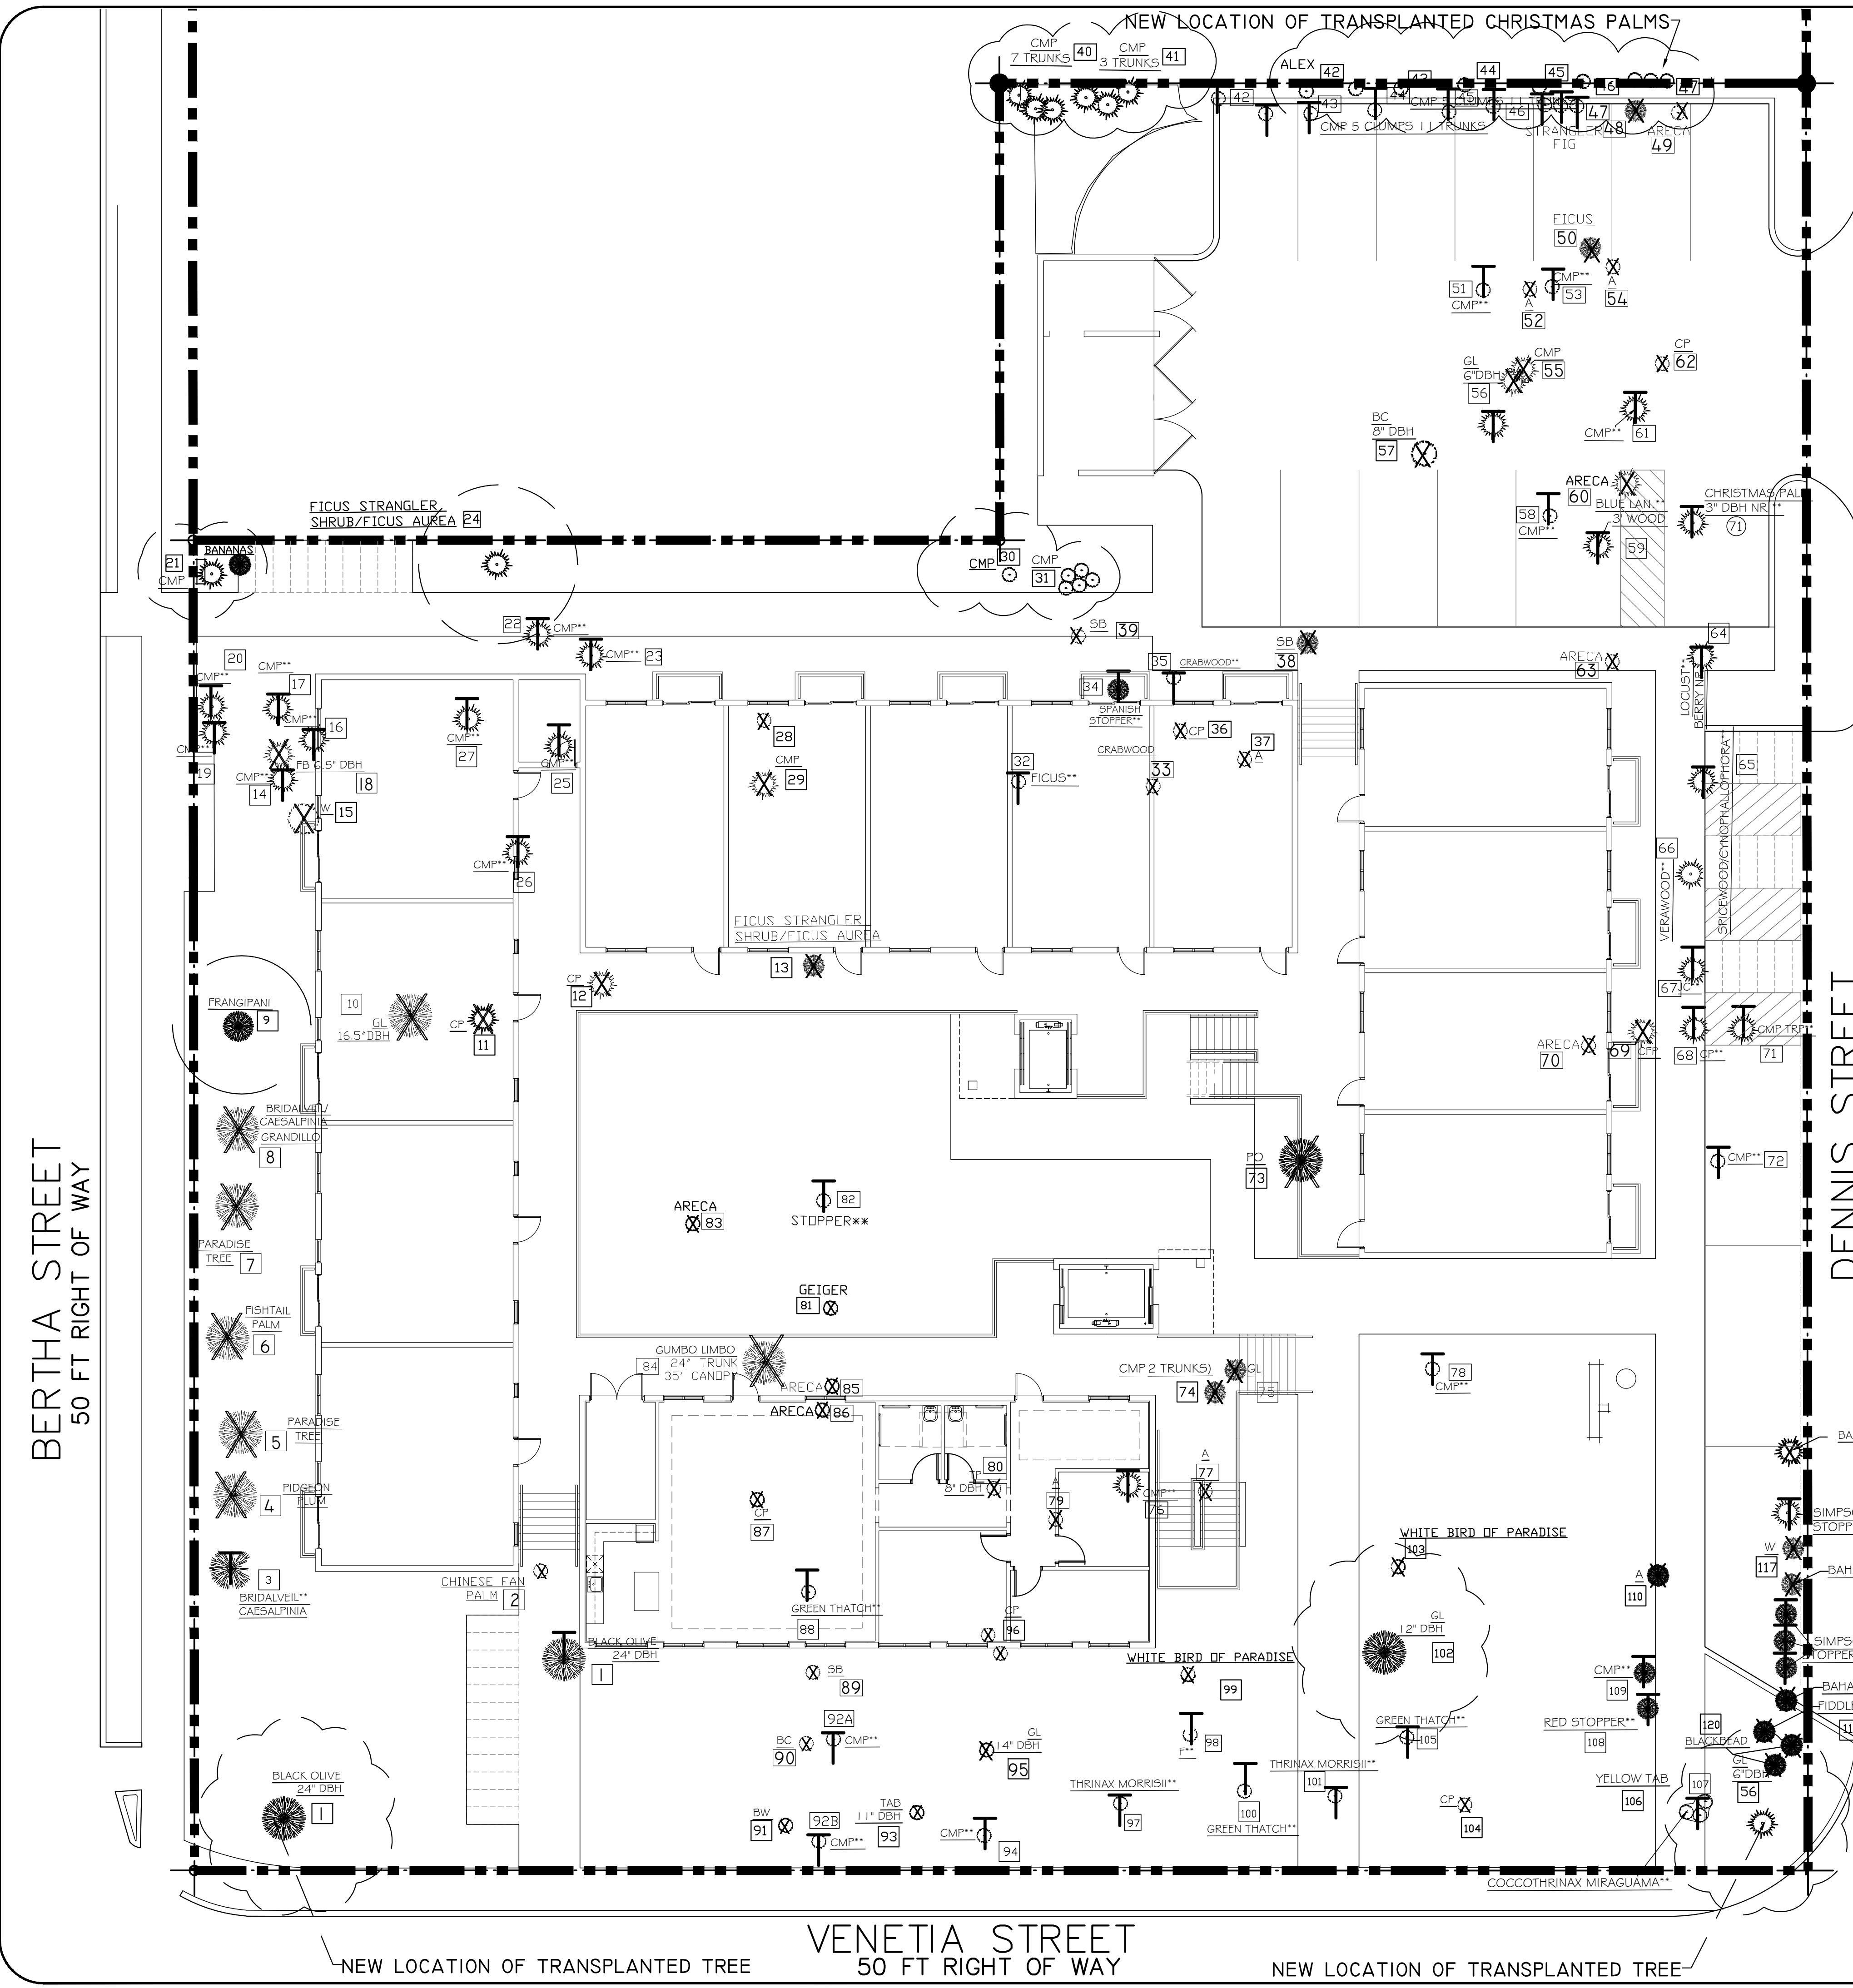 NEW LOCATION OF TRANSPLANTED CHRISTMAS PALMS
CMP
7 TRUNKS
40
CMP
3 TRUNKS
41
ALEX
42
43
44
45
46
47
42
43
44
45
46
47
CMP 5 CLUMPS 11 TRUNKS
STRANGLER
FIG
48
ARECA
49
FICUS
50
51
CMP**
A
52
CMP**
53
A
54
CMP
55
GL
6"DBH
56
CP
62
BC
8" DBH
57
CMP**
61
ARECA
60
BLUE LAN.**
3' WOOD
59
58
CMP**
3" DBH NR **
71
FICUS STRANGLER
SHRUB/FICUS AUREA
24
21
BANANAS
CMP
CMP
30
CMP
31
22
CMP**
CMP**
23
SB
39
SB
38
ARECA
63
64
LOCUST**
BERRY NR
20
CMP**
CMP**
17
CMP**
16
CMP**
19
CMP**
14
FB 6.5" DBH
18
W
15
CMP**
27
CMP**
25
CMP**
26
28
CMP
29
32
FICUS**
34
SPANISH
STOPPER**
35
CRABWOOD**
CP
36
37
A
CRABWOOD
33
65
SPICEWOOD/CYNOPHALLOPHORA**
66
VERAWOOD**
67
68
CP**
CMP TRP**
71
FICUS STRANGLER
SHRUB/FICUS AUREA
13
CP
12
FRANGIPANI
9
10
GL
16.5"DBH
CP
11
ARECA
70
69
CFP
BRIDALVEIL/
CAESALPINIA
GRANDILLO
8
PO
73
CMP**
72
PARADISE
TREE
7
ARECA
83
82
STOPPER**
GEIGER
81
FISHTAIL
PALM
6
GUMBO LIMBO
24" TRUNK
35' CANOPY
84
ARECA
85
ARECA
86
CMP 2 TRUNKS)
74
GL
75
78
CMP**
PARADISE
TREE
5
PIDGEON
PLUM
4
CP
87
TP
8" DBH
80
A
79
CMP**
76
A
77
3
BRIDALVEIL**
CAESALPINIA
CHINESE FAN
PALM
2
BLACK OLIVE
24" DBH
1
GREEN THATCH**
88
CP
96
WHITE BIRD OF PARADISE
103
WHITE BIRD OF PARADISE
99
GL
12" DBH
102
A
110
W
117
SB
89
92A
CMP**
BC
90
GL
14" DBH
95
F**
98
GREEN THATCH**
105
CMP**
109
RED STOPPER**
108
120
BLACKBEAD
GL
6"DBH
56
BLACK OLIVE
24" DBH
1
BW
91
92B
CMP**
TAB
11" DBH
93
CMP**
94
THRINAX MORRISII**
97
100
GREEN THATCH**
THRINAX MORRISII**
101
CP
104
YELLOW TAB
106
107
COCCOTHRINAX MIRAGUAMA**
BERTHA STREET
50 FT RIGHT OF WAY
DENNIS STREET
VENETIA STREET
50 FT RIGHT OF WAY
NEW LOCATION OF TRANSPLANTED TREE
NEW LOCATION OF TRANSPLANTED TREE